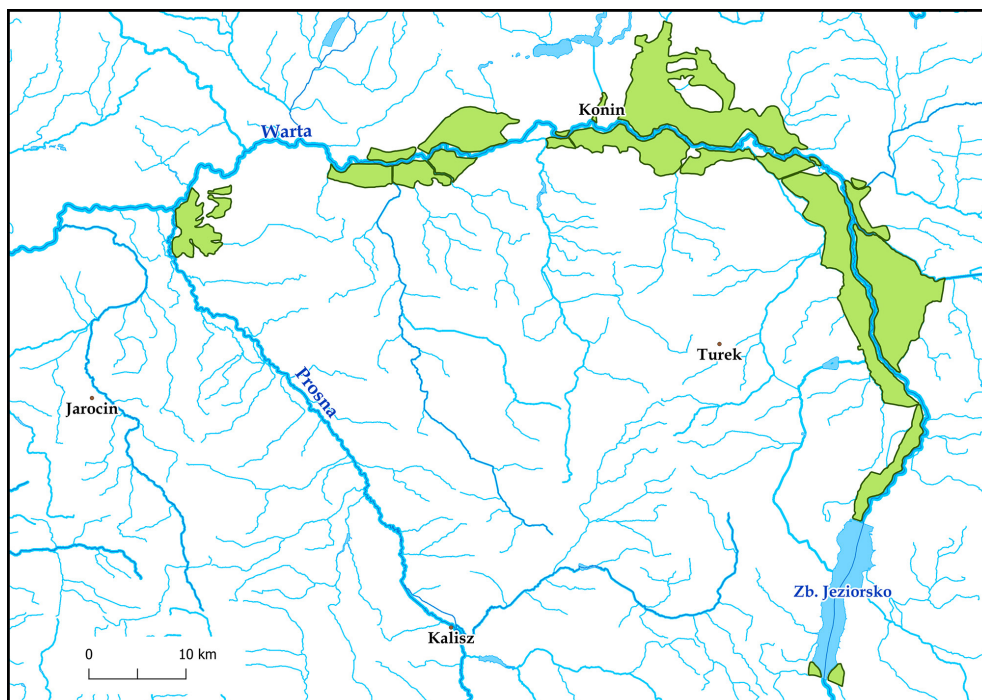 Konin
Warta
Turek
Prosna
Jarocin
Zb. Jeziorsko
Kalisz
0 10 km